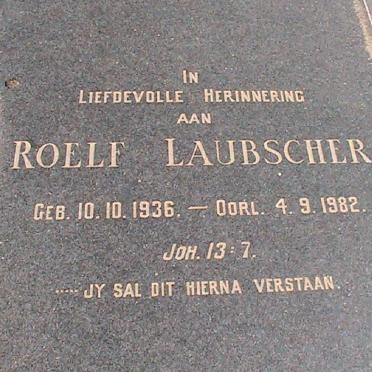 IN
LIEFDEVOLLE HERINNERING
AAN
ROELF LAUBSCHER
GEB. 10.10.1936. — OORL. 4.9.1982.
JOH. 13:7.
..... JY SAL DIT HIERNA VERSTAAN.